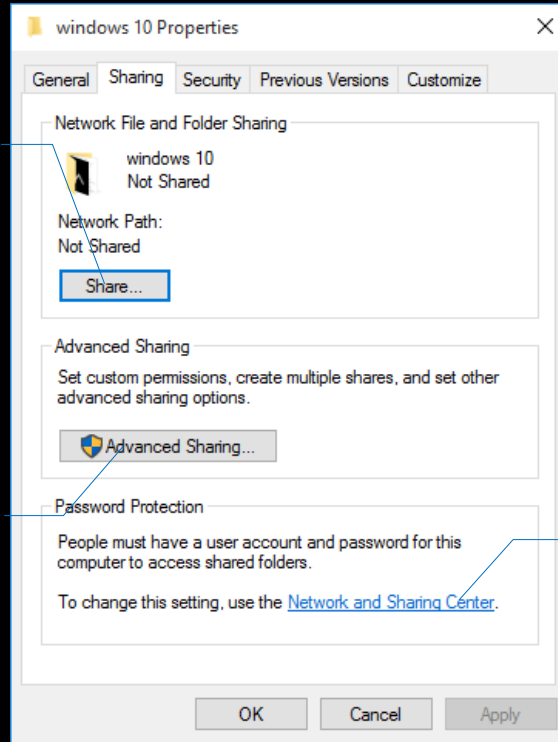 windows 10 Properties
General Sharing Security Previous Versions Customize
Network File and Folder Sharing
windows 10
Not Shared
Network Path:
Not Shared
Share...
Advanced Sharing
Set custom permissions, create multiple shares, and set other
advanced sharing options.
Advanced Sharing...
Password Protection
People must have a user account and password for this
computer to access shared folders.
To change this setting, use the Network and Sharing Center.
OK Cancel Apply